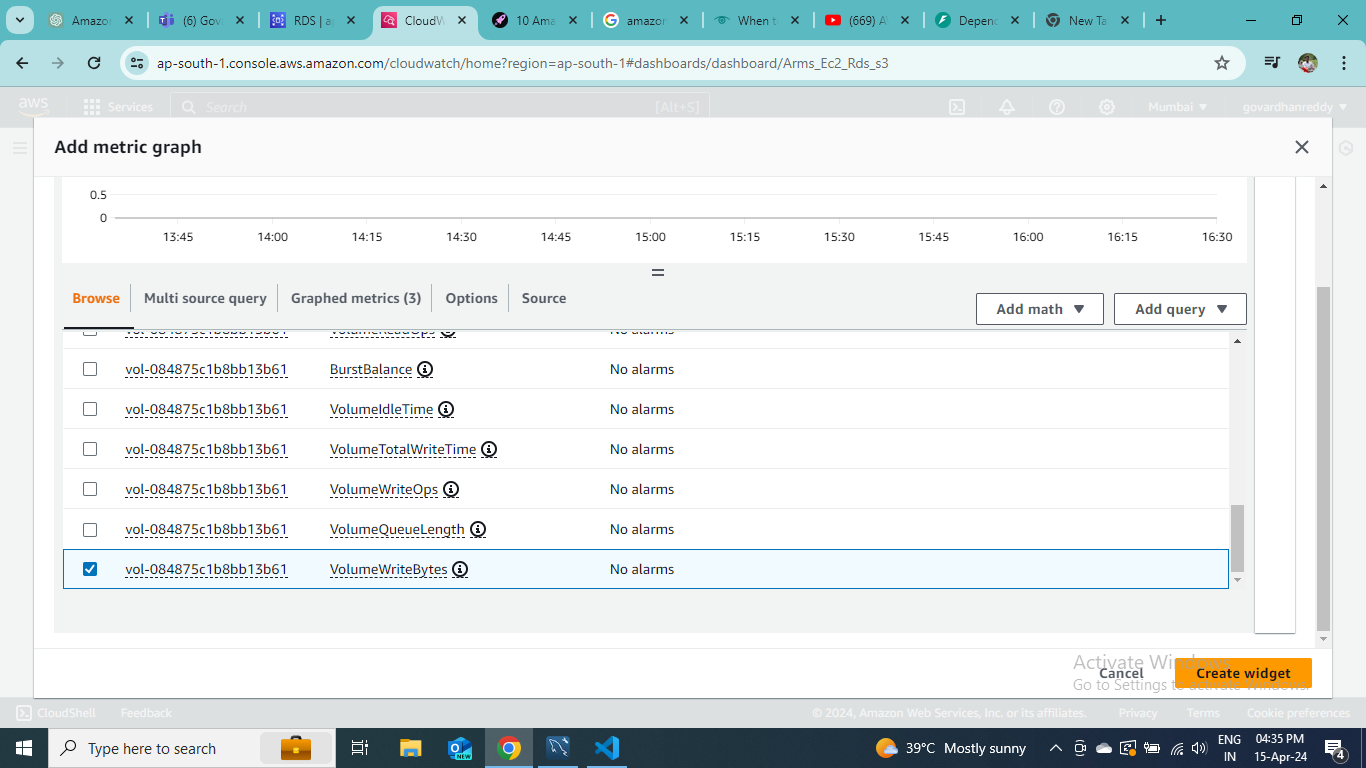 Amazon
(6) Gov
RDS | a
CloudW
10 Ama
amazor
When t
(669) A
Depend
New Ta
ap-south-1.console.aws.amazon.com/cloudwatch/home?region=ap-south-1#dashboards/dashboard/Arms_Ec2_Rds_s3
aws Services Search [Alt+S] Mumbai ▼ govardhanreddy ▼
Add metric graph
0.5
0
13:45 14:00 14:15 14:30 14:45 15:00 15:15 15:30 15:45 16:00 16:15 16:30
Browse Multi source query Graphed metrics (3) Options Source Add math ▼ Add query ▼
vol-084875c1b8bb13b61 VolumeReadOps No alarms
vol-084875c1b8bb13b61 BurstBalance No alarms
vol-084875c1b8bb13b61 VolumeIdleTime No alarms
vol-084875c1b8bb13b61 VolumeTotalWriteTime No alarms
vol-084875c1b8bb13b61 VolumeWriteOps No alarms
vol-084875c1b8bb13b61 VolumeQueueLength No alarms
vol-084875c1b8bb13b61 VolumeWriteBytes No alarms
Activate Windows
Go to Settings to activate Windows.
Cancel Create widget
CloudShell Feedback © 2024, Amazon Web Services, Inc. or its affiliates. Privacy Terms Cookie preferences
Type here to search NEW 39°C Mostly sunny ENG 04:35 PM
IN 15-Apr-24 4